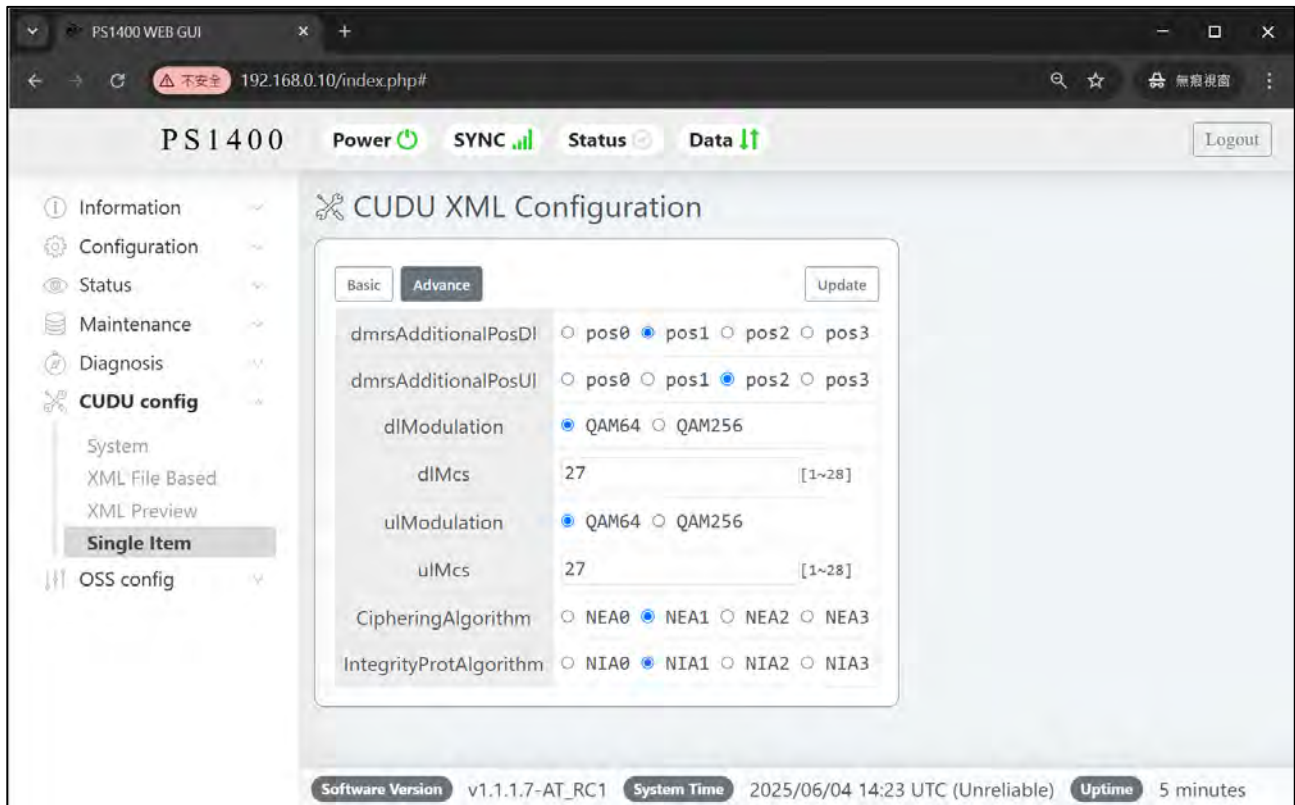 PS1400 WEB GUI
不安全 192.168.0.10/index.php# 無痕視窗
PS1400 Power SYNC Status Data Logout
Information
Configuration
Status
Maintenance
Diagnosis
CUDU config
System
XML File Based
XML Preview
Single Item
OSS config
CUDU XML Configuration
Basic Advance Update
dmrsAdditionalPosDl pos0 pos1 pos2 pos3
dmrsAdditionalPosUl pos0 pos1 pos2 pos3
dlModulation QAM64 QAM256
dlMcs 27 [1~28]
ulModulation QAM64 QAM256
ulMcs 27 [1~28]
CipheringAlgorithm NEA0 NEA1 NEA2 NEA3
IntegrityProtAlgorithm NIA0 NIA1 NIA2 NIA3
Software Version v1.1.1.7-AT_RC1 System Time 2025/06/04 14:23 UTC (Unreliable) Uptime 5 minutes